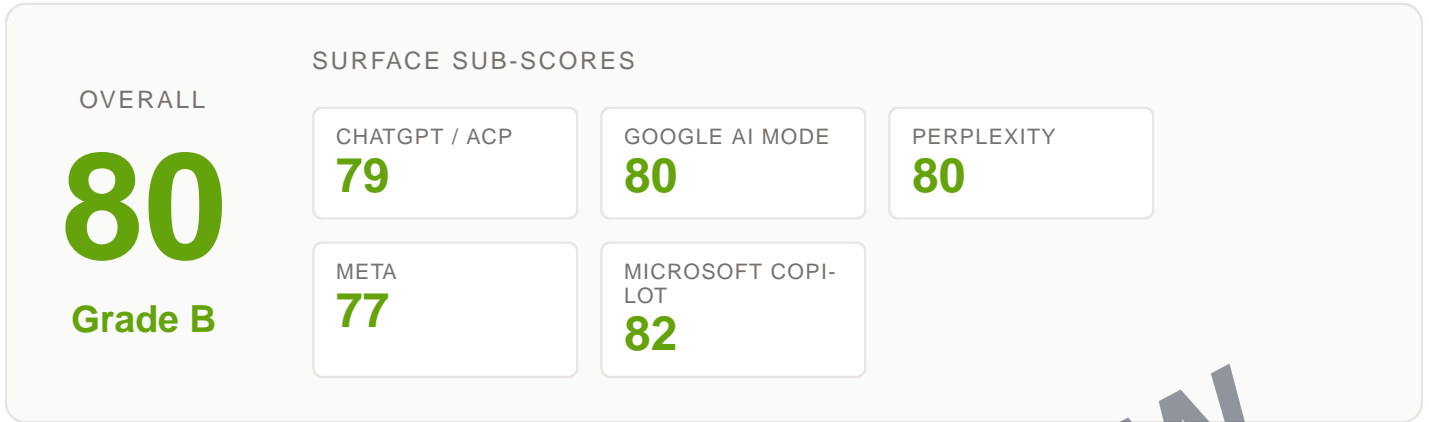 OVERALL
80
Grade B
SURFACE SUB-SCORES
CHATGPT / ACP
79
GOOGLE AI MODE
80
PERPLEXITY
80
META
77
MICROSOFT COPI-
LOT
82